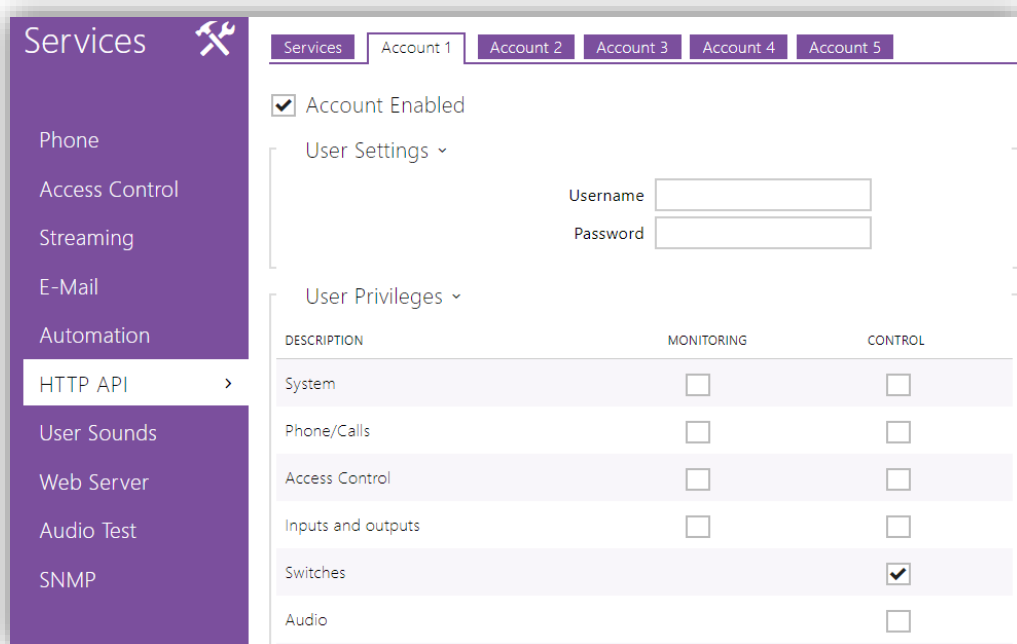 Services
Phone
Access Control
Streaming
E-Mail
Automation
HTTP API
User Sounds
Web Server
Audio Test
SNMP
Services Account 1 Account 2 Account 3 Account 4 Account 5
Account Enabled
User Settings
Username
Password
User Privileges
DESCRIPTION MONITORING CONTROL
System
Phone/Calls
Access Control
Inputs and outputs
Switches
Audio